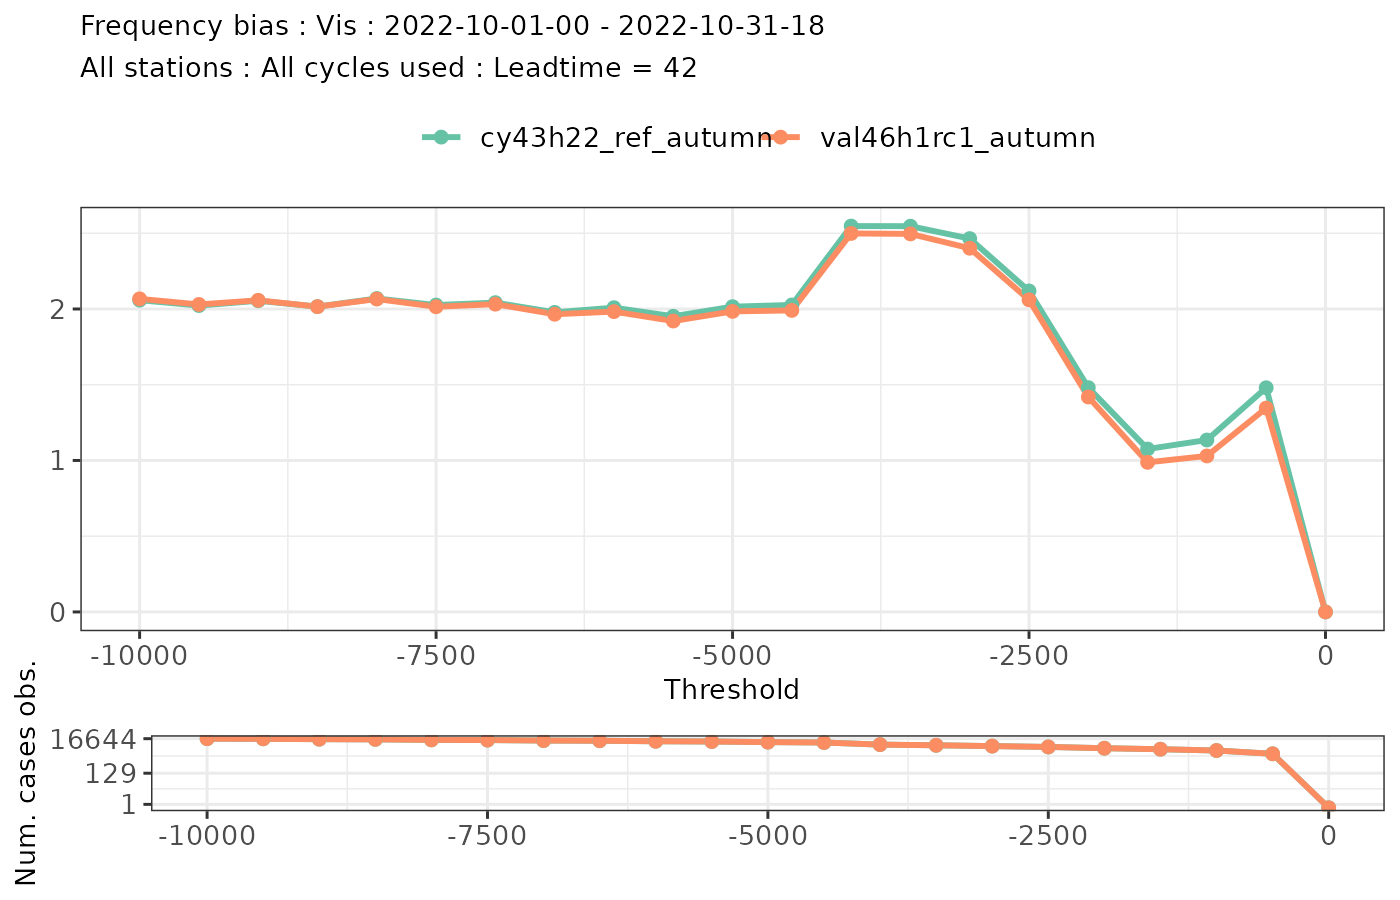 Frequency bias : Vis : 2022-10-01-00 - 2022-10-31-18
All stations : All cycles used : Leadtime = 42
cy43h22_ref_autumn val46h1rc1_autumn
2
1
0
-10000 -7500 -5000 -2500 0
Threshold
Num. cases obs.
16644
129
1
-10000 -7500 -5000 -2500 0